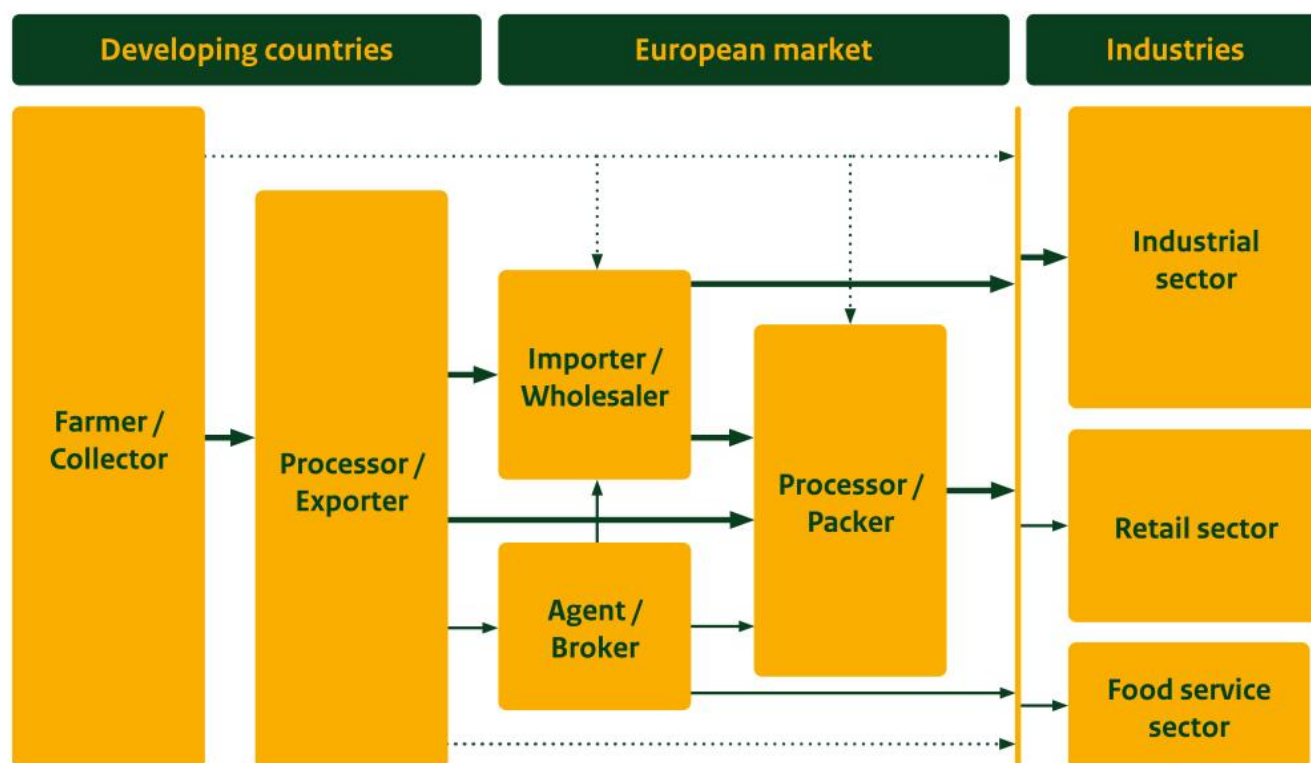 Developing countries
European market
Industries
Farmer /
Collector
Processor /
Exporter
Importer /
Wholesaler
Agent /
Broker
Processor /
Packer
Industrial
sector
Retail sector
Food service
sector